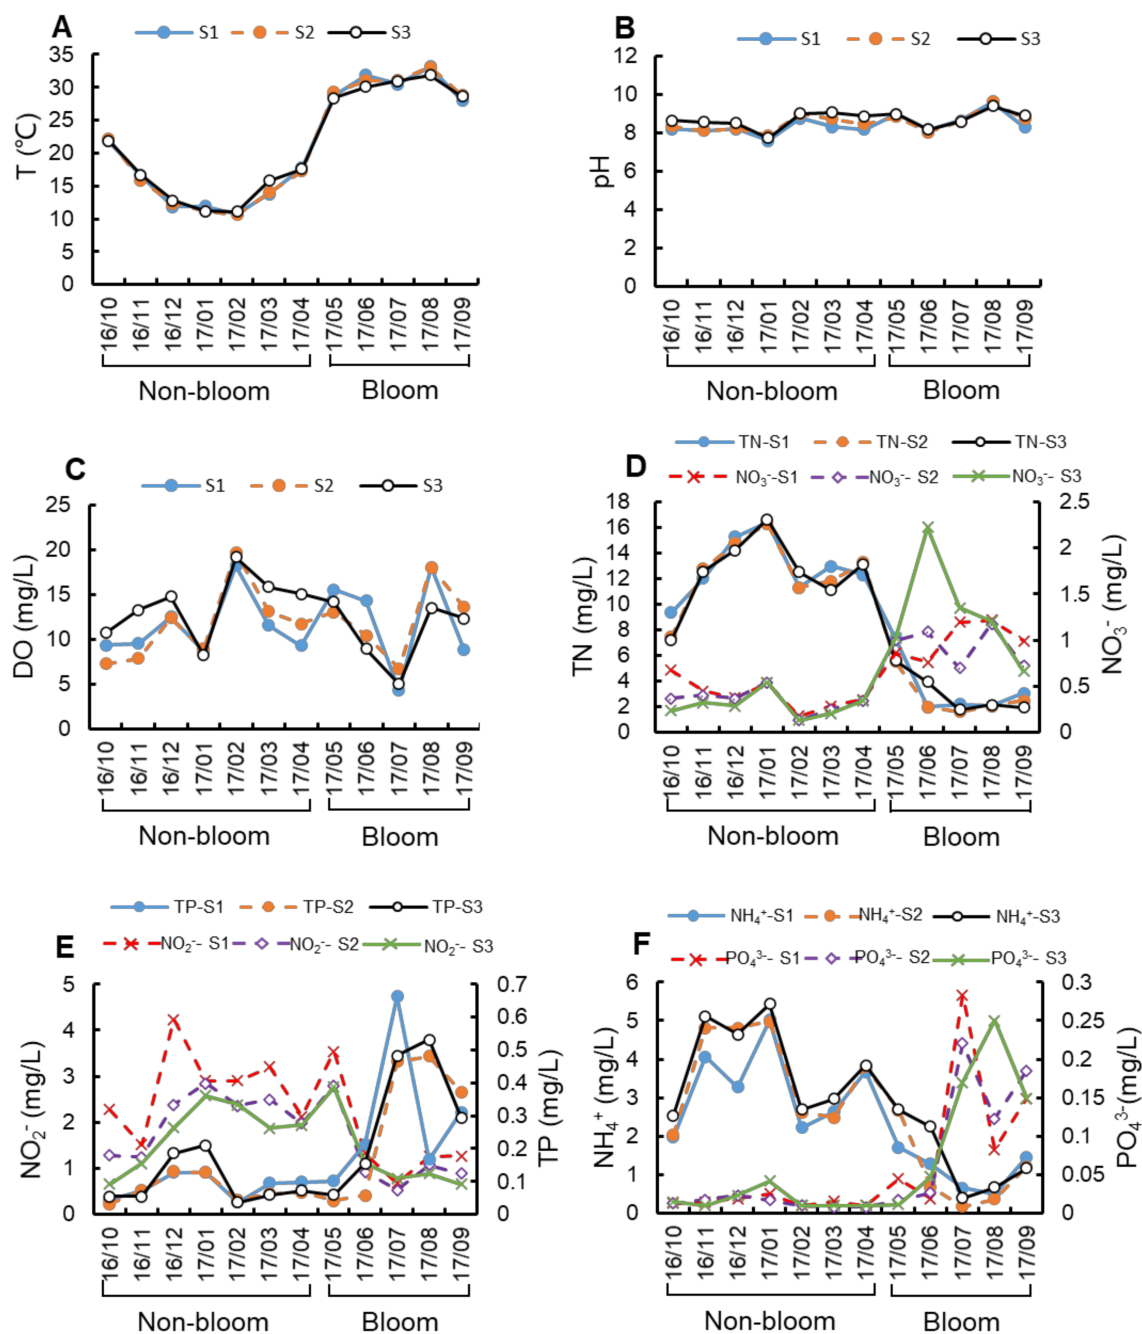 A
S1 S2 S3
T (℃)
35
30
25
20
15
10
5
0
16/10 16/11 16/12 17/01 17/02 17/03 17/04 17/05 17/06 17/07 17/08 17/09
Non-bloom Bloom
B
S1 S2 S3
pH
12
10
8
6
4
2
0
16/10 16/11 16/12 17/01 17/02 17/03 17/04 17/05 17/06 17/07 17/08 17/09
Non-bloom Bloom
C
S1 S2 S3
DO (mg/L)
25
20
15
10
5
0
16/10 16/11 16/12 17/01 17/02 17/03 17/04 17/05 17/06 17/07 17/08 17/09
Non-bloom Bloom
D
TN-S1 TN-S2 TN-S3
NO₃⁻-S1 NO₃⁻- S2 NO₃⁻- S3
TN (mg/L)
18
16
14
12
10
8
6
4
2
0
2.5
2
1.5
1
0.5
0
NO₃⁻ (mg/L)
16/10 16/11 16/12 17/01 17/02 17/03 17/04 17/05 17/06 17/07 17/08 17/09
Non-bloom Bloom
E
TP-S1 TP-S2 TP-S3
NO₂⁻- S1 NO₂⁻- S2 NO₂⁻- S3
NO₂⁻ (mg/L)
5
4
3
2
1
0
0.7
0.6
0.5
0.4
0.3
0.2
0.1
0
TP (mg/L)
16/10 16/11 16/12 17/01 17/02 17/03 17/04 17/05 17/06 17/07 17/08 17/09
Non-bloom Bloom
F
NH₄⁺-S1 NH₄⁺-S2 NH₄⁺-S3
PO₄³⁻- S1 PO₄³⁻- S2 PO₄³⁻- S3
NH₄⁺ (mg/L)
6
5
4
3
2
1
0
0.3
0.25
0.2
0.15
0.1
0.05
0
PO₄³⁻(mg/L)
16/10 16/11 16/12 17/01 17/02 17/03 17/04 17/05 17/06 17/07 17/08 17/09
Non-bloom Bloom